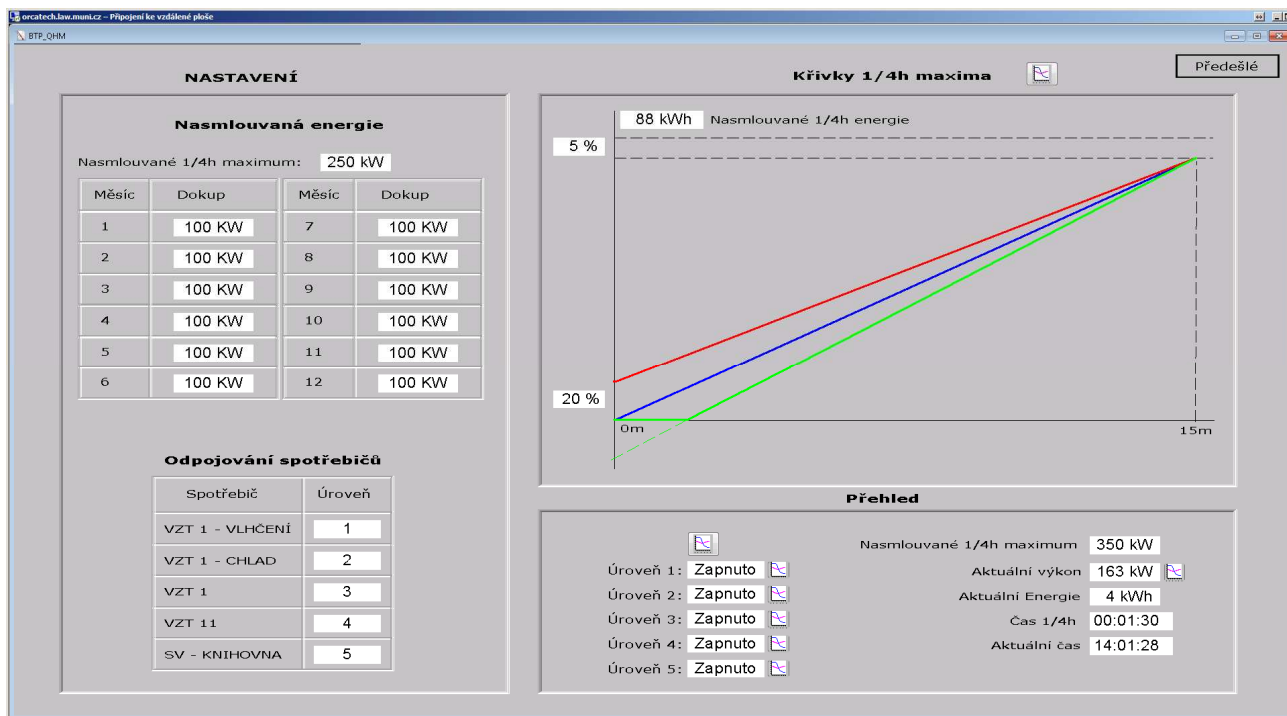 orcatech.law.muni.cz – Připojení ke vzdálené ploše
BTP_QHM
NASTAVENÍ
Nasmlouvaná energie
Nasmlouvané 1/4h maximum: 250 kW
Měsíc Dokup Měsíc Dokup
1 100 KW 7 100 KW
2 100 KW 8 100 KW
3 100 KW 9 100 KW
4 100 KW 10 100 KW
5 100 KW 11 100 KW
6 100 KW 12 100 KW
Odpojování spotřebičů
Spotřebič Úroveň
VZT 1 - VLHČENÍ 1
VZT 1 - CHLAD 2
VZT 1 3
VZT 11 4
SV - KNIHOVNA 5
Křivky 1/4h maxima
Předešlé
88 kWh Nasmlouvané 1/4h energie
5 %
20 %
0m 15m
Přehled
Úroveň 1: Zapnuto
Úroveň 2: Zapnuto
Úroveň 3: Zapnuto
Úroveň 4: Zapnuto
Úroveň 5: Zapnuto
Nasmlouvané 1/4h maximum 350 kW
Aktuální výkon 163 kW
Aktuální Energie 4 kWh
Čas 1/4h 00:01:30
Aktuální čas 14:01:28